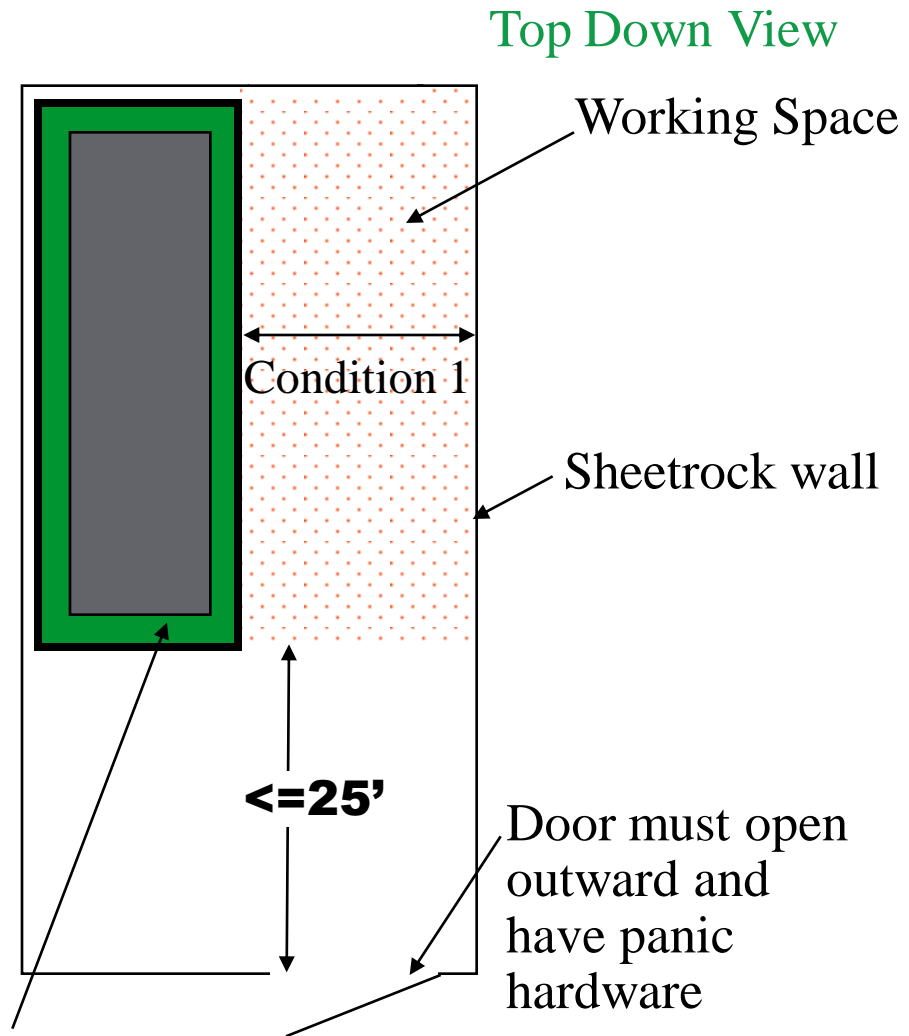 Top Down View
Working Space
Condition 1
Sheetrock wall
<=25’
Door must open
outward and
have panic
hardware